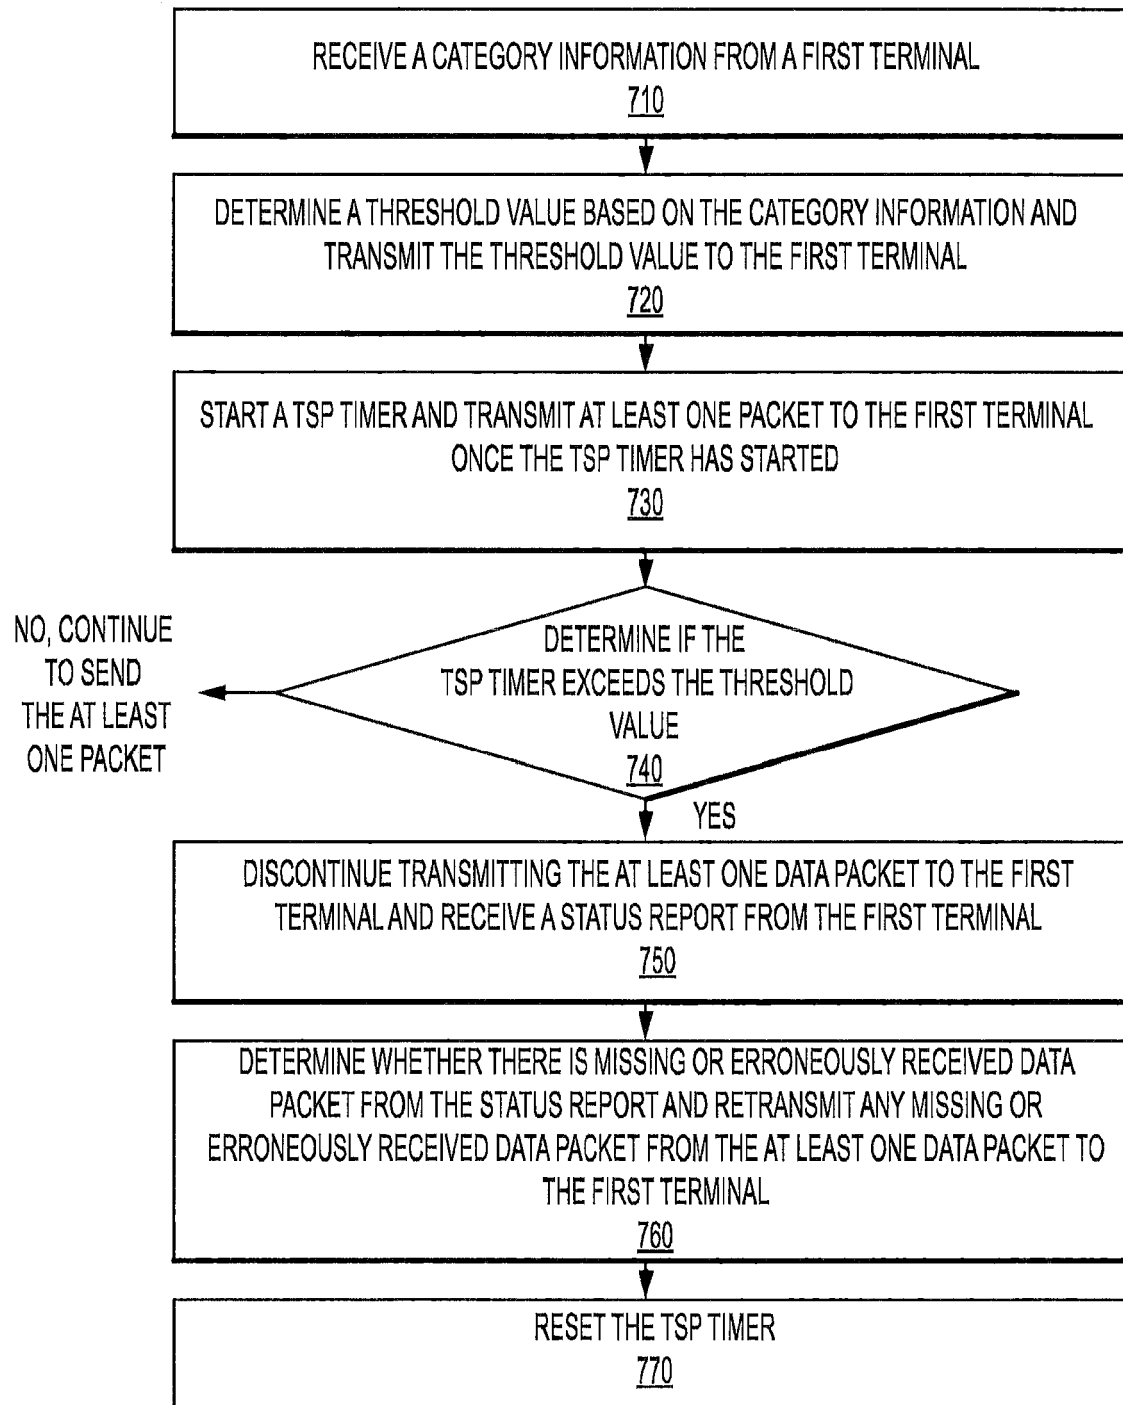 RECEIVE A CATEGORY INFORMATION FROM A FIRST TERMINAL
710
DETERMINE A THRESHOLD VALUE BASED ON THE CATEGORY INFORMATION AND
TRANSMIT THE THRESHOLD VALUE TO THE FIRST TERMINAL
720
START A TSP TIMER AND TRANSMIT AT LEAST ONE PACKET TO THE FIRST TERMINAL
ONCE THE TSP TIMER HAS STARTED
730
NO, CONTINUE
TO SEND
THE AT LEAST
ONE PACKET
DETERMINE IF THE
TSP TIMER EXCEEDS THE THRESHOLD
VALUE
740
YES
DISCONTINUE TRANSMITTING THE AT LEAST ONE DATA PACKET TO THE FIRST
TERMINAL AND RECEIVE A STATUS REPORT FROM THE FIRST TERMINAL
750
DETERMINE WHETHER THERE IS MISSING OR ERRONEOUSLY RECEIVED DATA
PACKET FROM THE STATUS REPORT AND RETRANSMIT ANY MISSING OR
ERRONEOUSLY RECEIVED DATA PACKET FROM THE AT LEAST ONE DATA PACKET TO
THE FIRST TERMINAL
760
RESET THE TSP TIMER
770